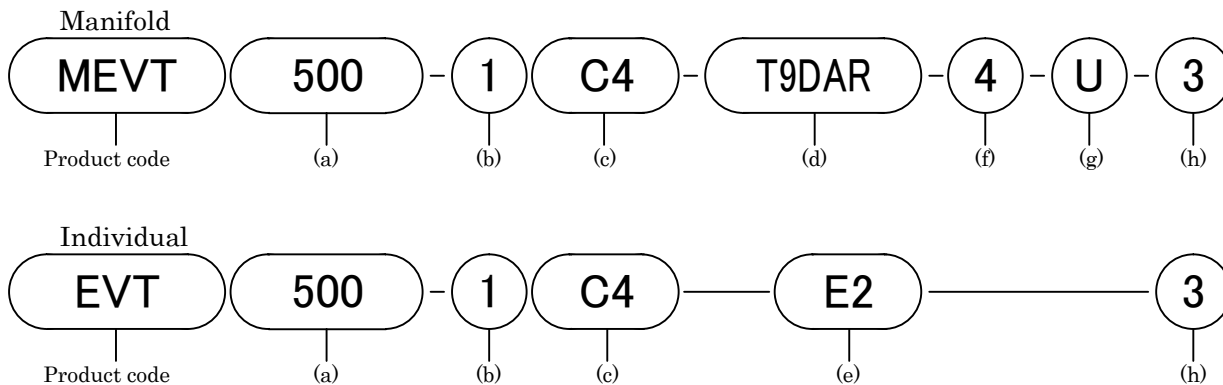 Manifold
MEVT 500 - 1 C4 - T9DAR - 4 - U - 3
Product code (a) (b) (c) (d) (f) (g) (h)
Individual
EVT 500 - 1 C4 E2 3
Product code (a) (b) (c) (e) (h)